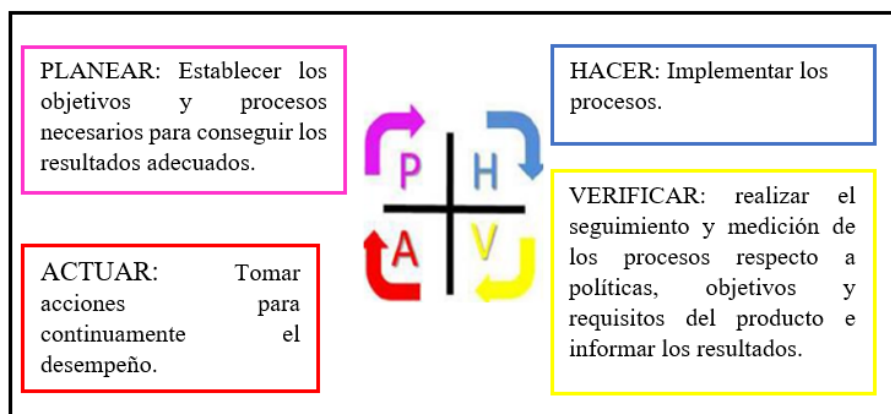 PLANEAR: Establecer los
objetivos y procesos
necesarios para conseguir los
resultados adecuados.
HACER: Implementar los
procesos.
P H
A V
ACTUAR: Tomar
acciones para
continuamente el
desempeño.
VERIFICAR: realizar el
seguimiento y medición de
los procesos respecto a
políticas, objetivos y
requisitos del producto e
informar los resultados.